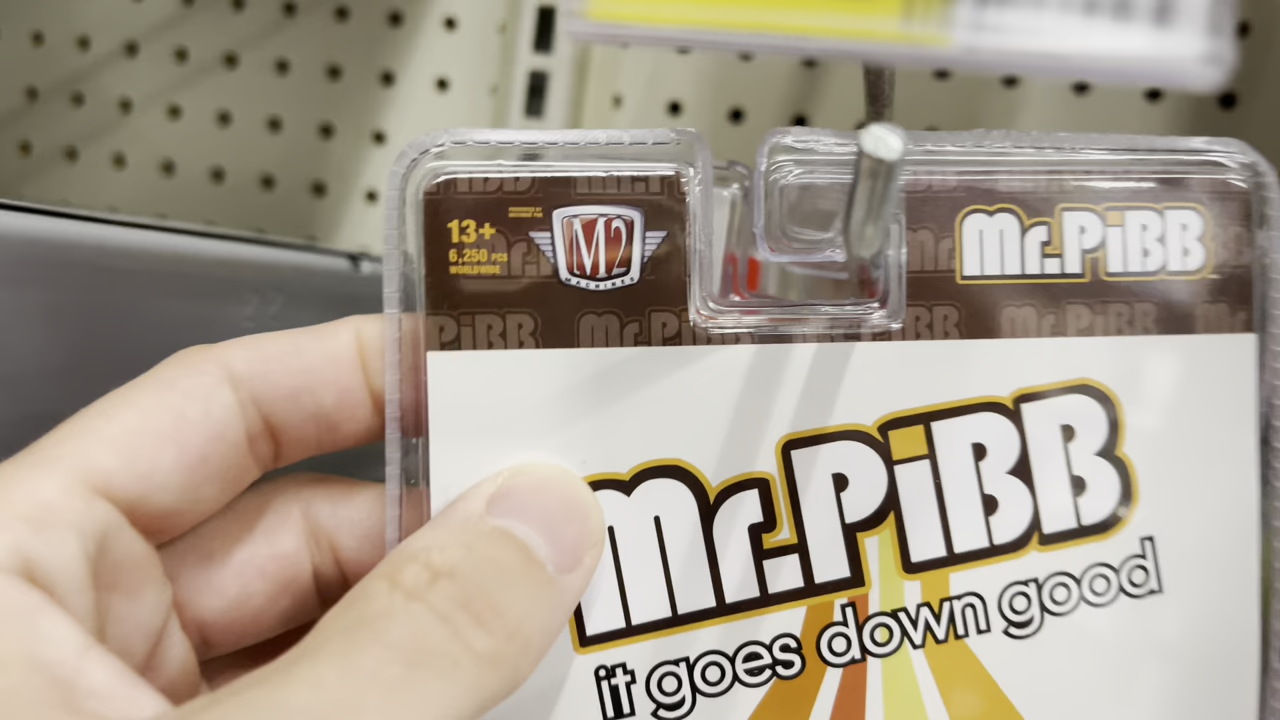 13+
6,250 PCS
WORLDWIDE
M2
MACHINES
Mr.PiBB
Mr.PiBB
it goes down good